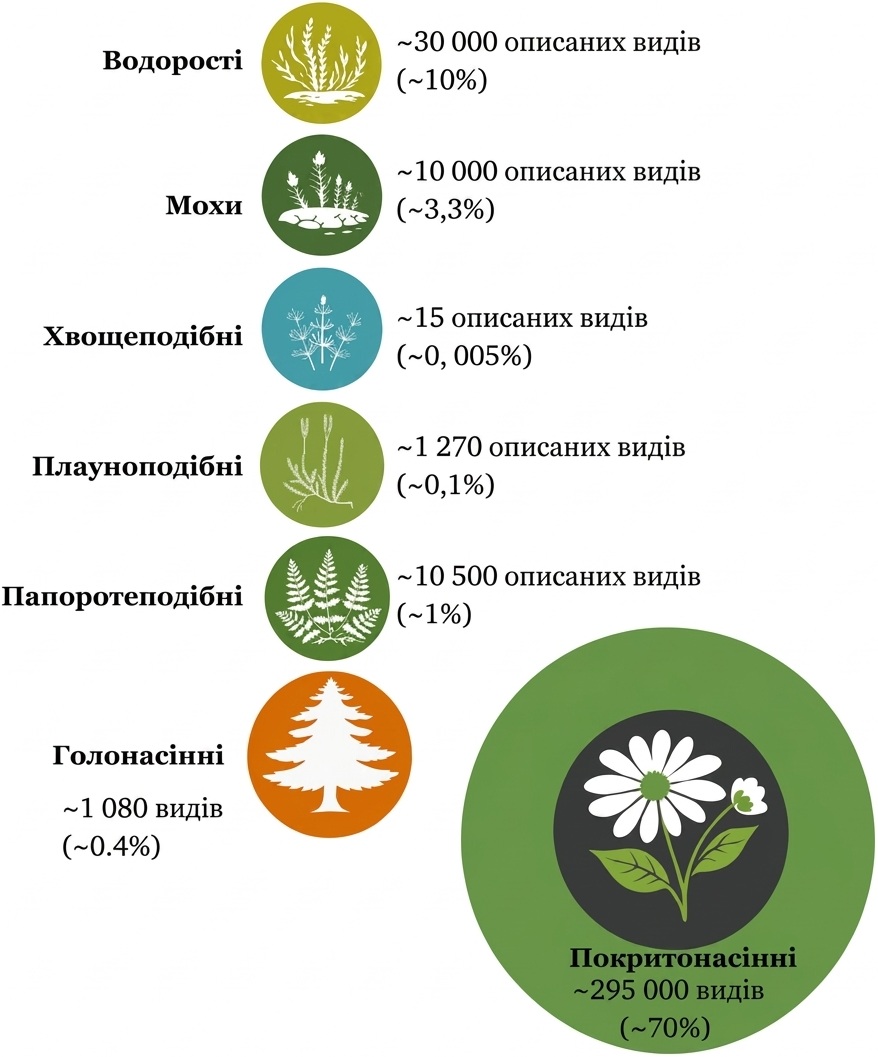 Водорості
~30 000 описаних видів
(~10%)
Мохи
~10 000 описаних видів
(~3,3%)
Хвощеподібні
~15 описаних видів
(~0, 005%)
Плауноподібні
~1 270 описаних видів
(~0,1%)
Папоротеподібні
~10 500 описаних видів
(~1%)
Голонасінні
~1 080 видів
(~0.4%)
Покритонасінні
~295 000 видів
(~70%)